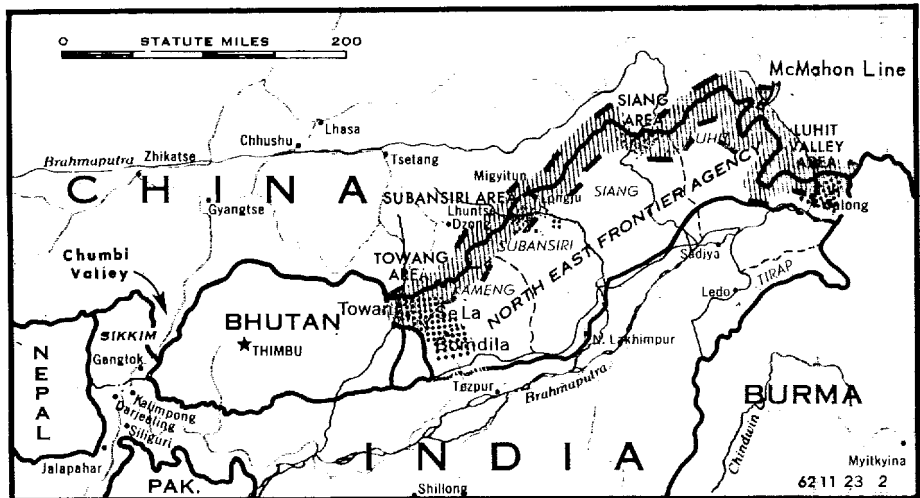 0 STATUTE MILES 200
McMahon Line
SIANG
AREA
LUHIT
VALLEY
AREA
Lhasa
Chhushu
Brahmaputra
Zhikatse
Tsetang
Migyitun
CHINA
SUBANSIRI AREA
Longju
SIANG
LUHIT
Walong
Gyangtse
Lhuntse
Dzong
SUBANSIRI
NORTH EAST FRONTIER AGENCY
Chumbi
Valley
TOWANG
AREA
KAMENG
Sadiya
TIRAP
Ledo
Towang
Se La
BHUTAN
THIMBU
Bomdila
N. Lakhimpur
NEPAL
SIKKIM
Gangtok
Tezpur
Brahmaputra
BURMA
Kalimpong
Darjeeling
Siliguri
INDIA
Chindwin
Jalapahar
PAK.
Myitkyina
Shillong
62 11 23 2